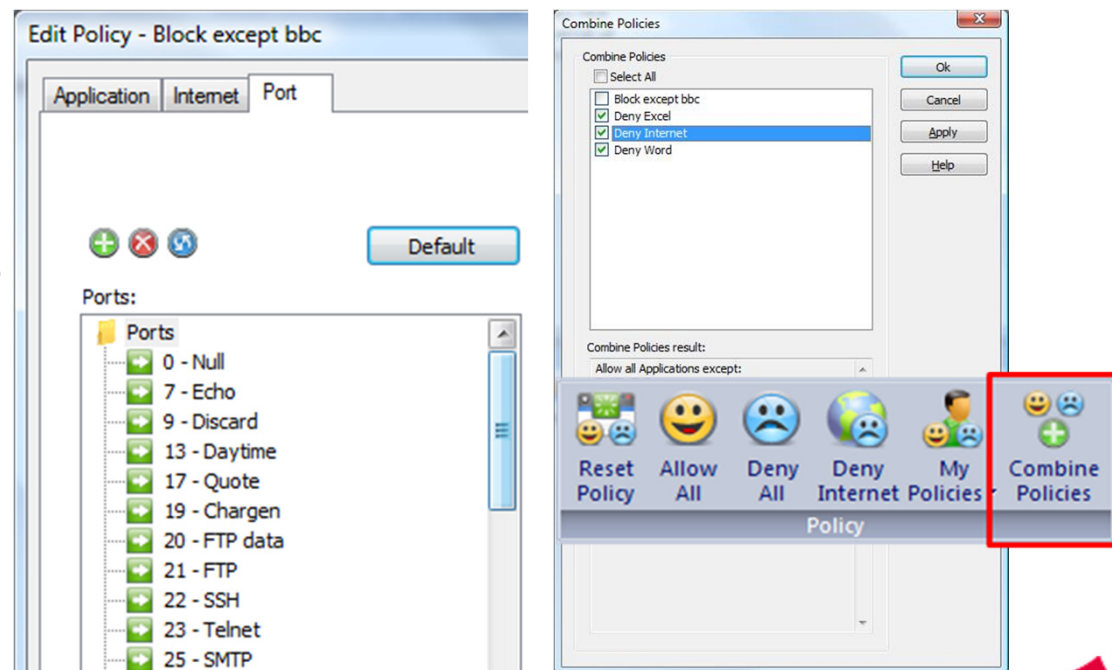 Edit Policy - Block except bbc
Application Internet Port
Default
Ports:
Ports
0 - Null
7 - Echo
9 - Discard
13 - Daytime
17 - Quote
19 - Chargen
20 - FTP data
21 - FTP
22 - SSH
23 - Telnet
25 - SMTP
Combine Policies
Combine Policies
Select All
Block except bbc
Deny Excel
Deny Internet
Deny Word
Ok
Cancel
Apply
Help
Combine Policies result:
Allow all Applications except:
Reset Policy
Allow All
Deny All
Deny Internet
My Policies
Combine Policies
Policy